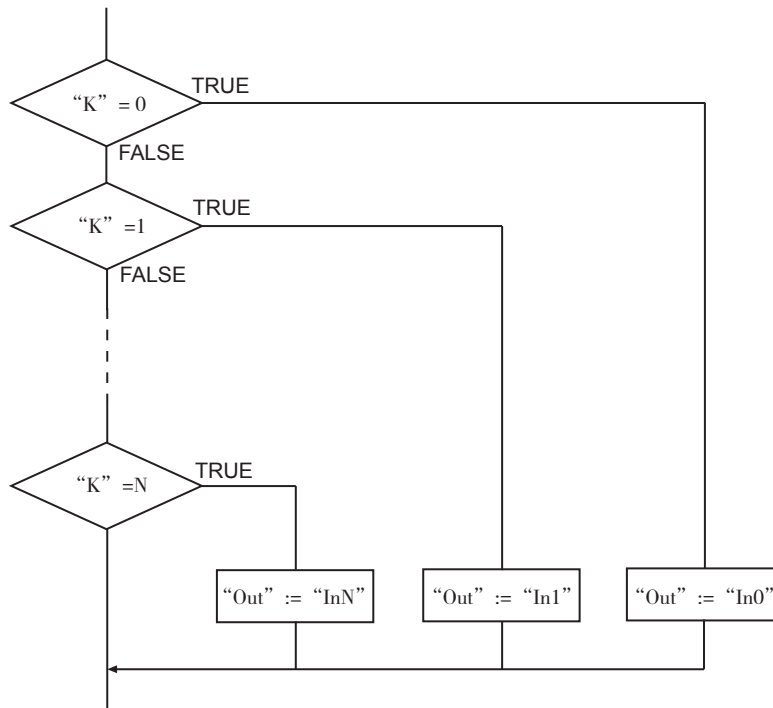 TRUE
“K” = 0
FALSE
TRUE
“K” =1
FALSE
TRUE
“K” =N
“Out” := “InN”
“Out” := “In1”
“Out” := “In0”